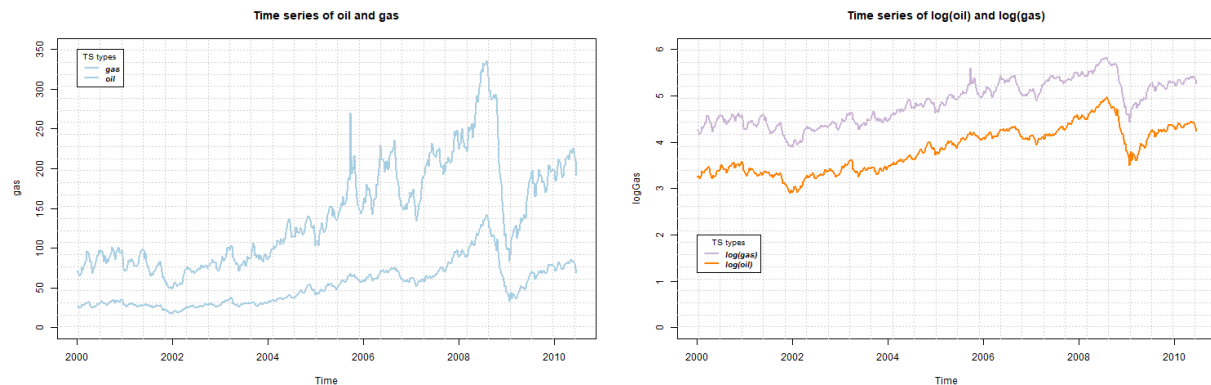 Time series of oil and gas
gas
350
300
250
200
150
100
50
0
TS types
gas
oil
2000 2002 2004 2006 2008 2010
Time
Time series of log(oil) and log(gas)
logGas
6
5
4
3
2
1
0
TS types
log(gas)
log(oil)
2000 2002 2004 2006 2008 2010
Time